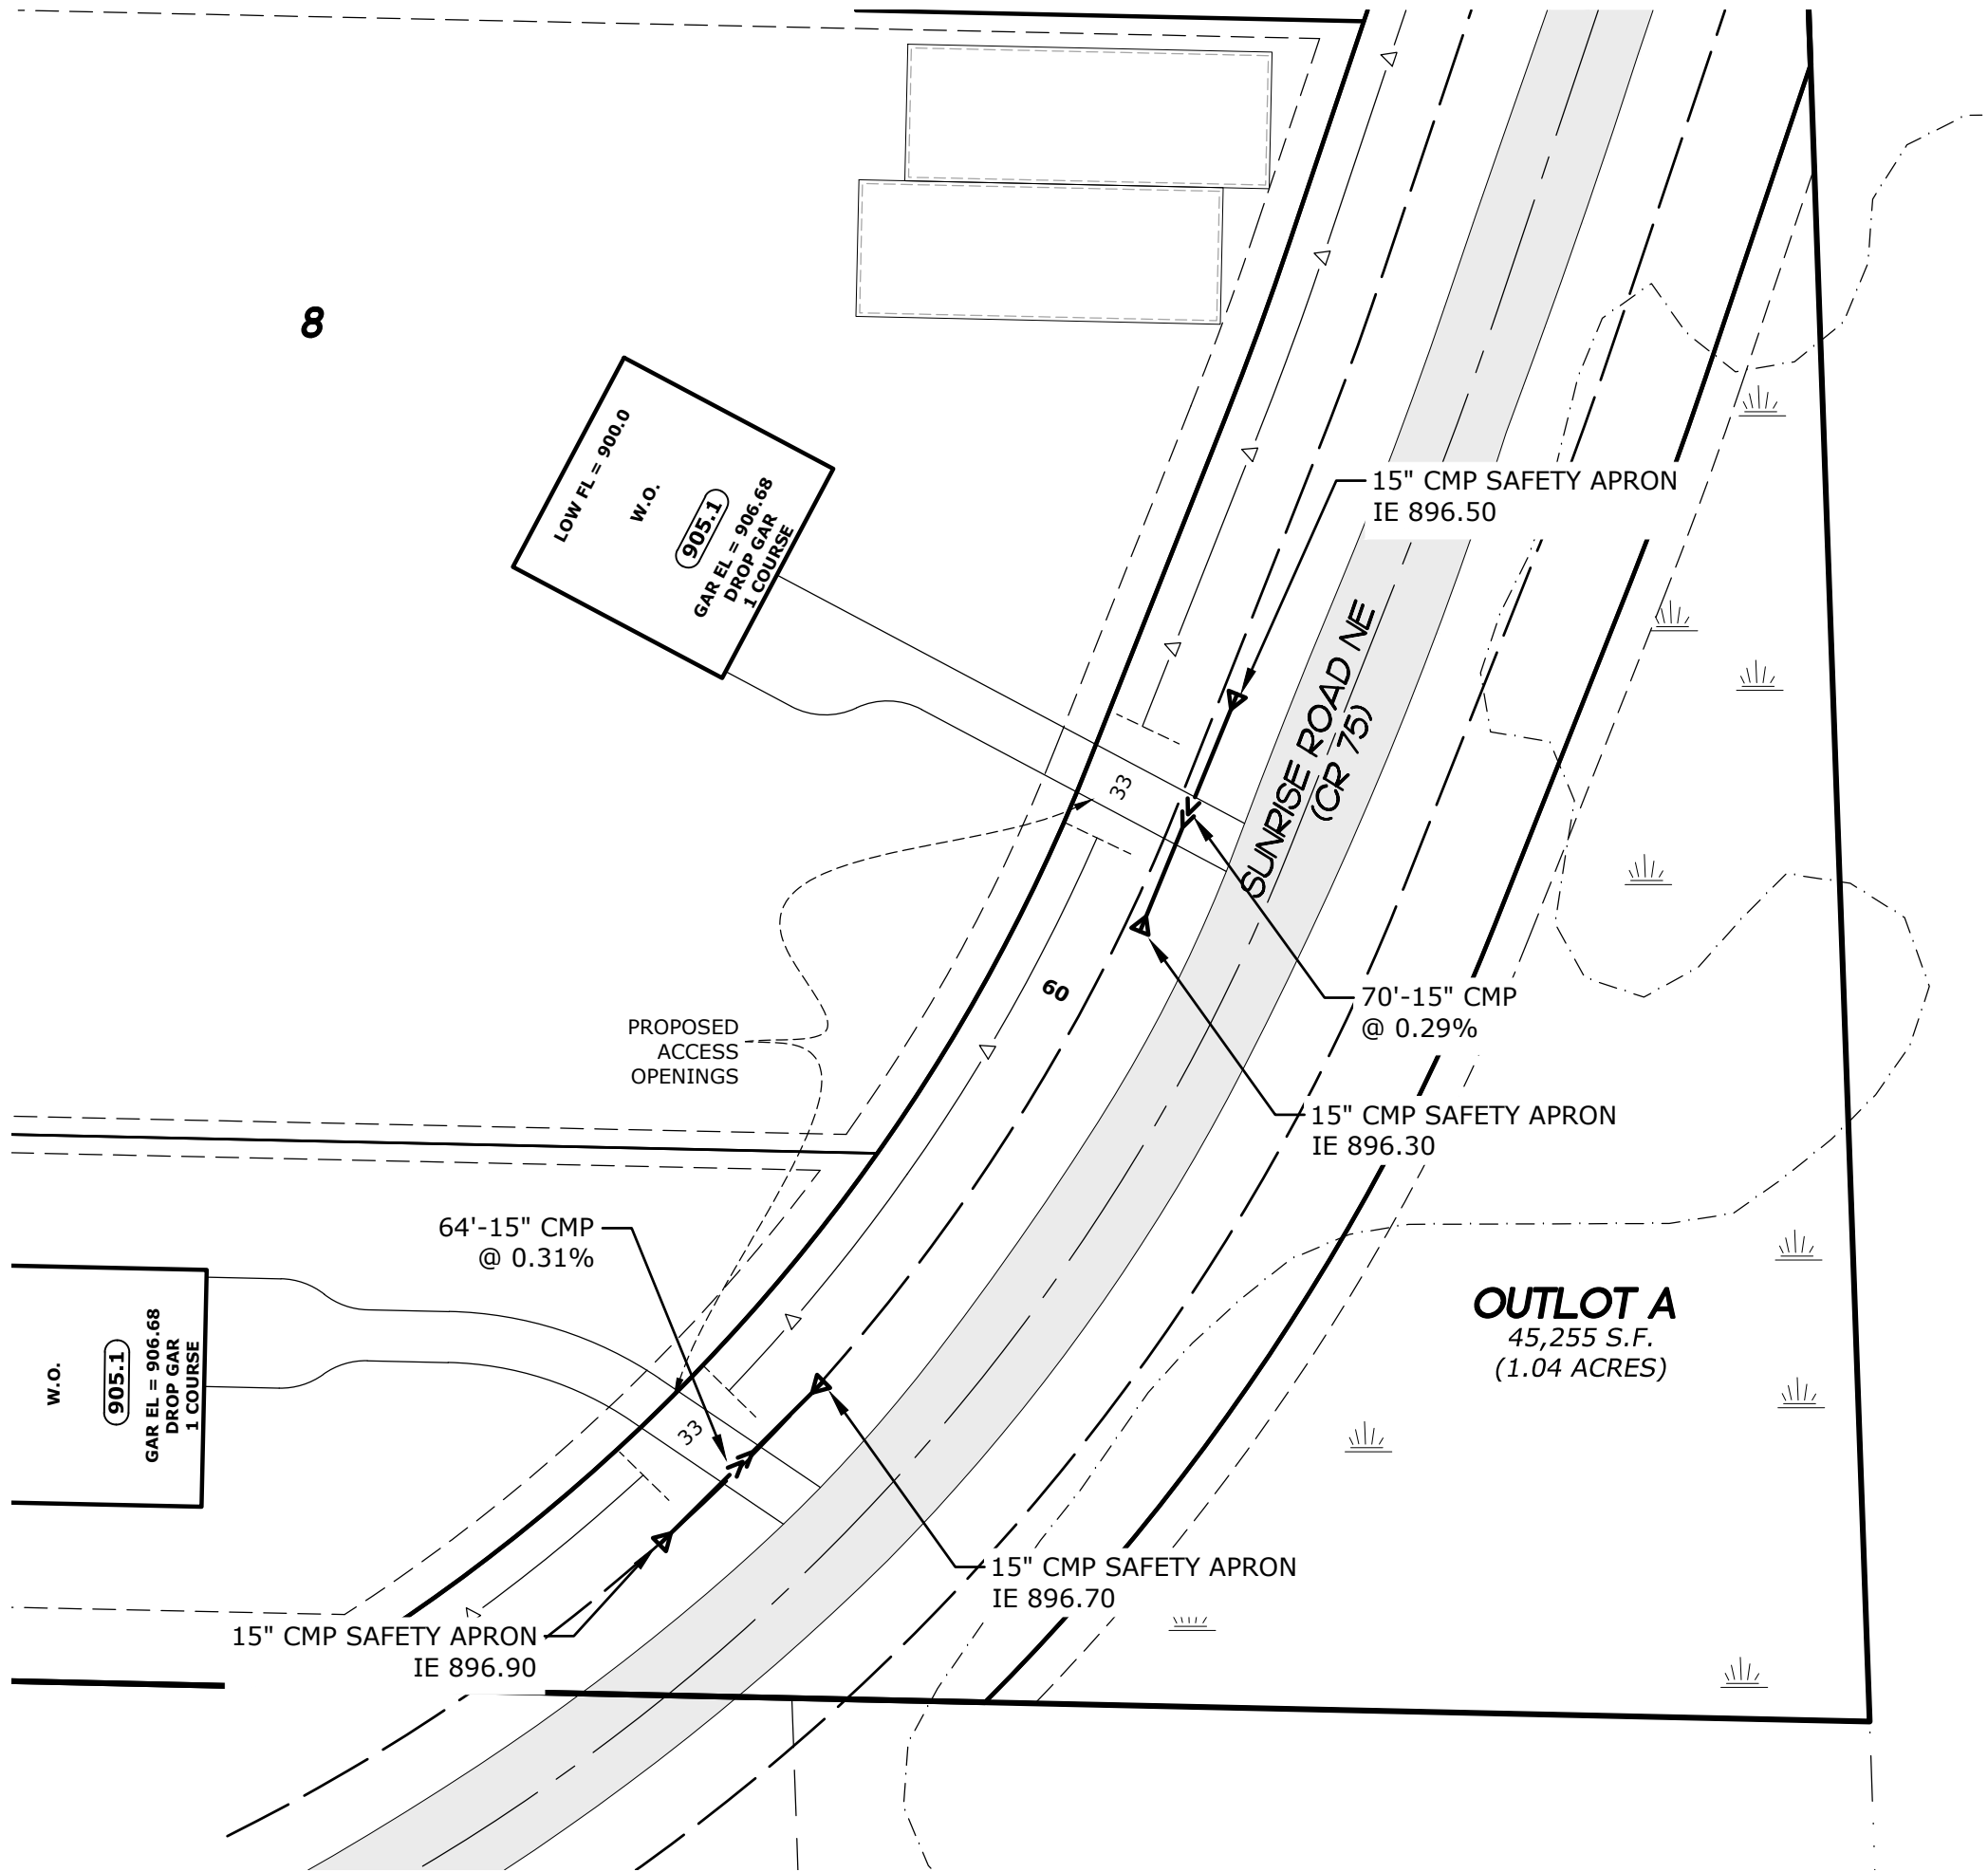 8
LOW FL = 900.0
W.O.
905.1
GAR EL = 906.68
DROP GAR
1 COURSE
15" CMP SAFETY APRON
IE 896.50
SUNRISE ROAD NE
(CR 75)
33
60
70'-15" CMP
@ 0.29%
PROPOSED
ACCESS
OPENINGS
15" CMP SAFETY APRON
IE 896.30
64'-15" CMP
@ 0.31%
OUTLOT A
45,255 S.F.
(1.04 ACRES)
W.O.
905.1
GAR EL = 906.68
DROP GAR
1 COURSE
33
15" CMP SAFETY APRON
IE 896.70
15" CMP SAFETY APRON
IE 896.90